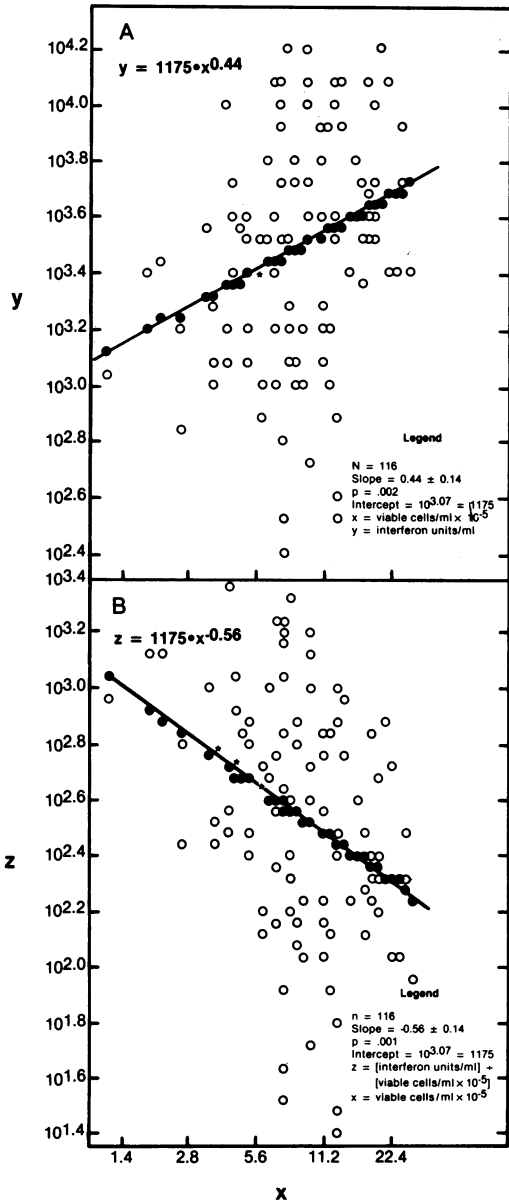 A
y = 1175•x^0.44
10^4.2
10^4.0
10^3.8
10^3.6
10^3.4
10^3.2
10^3.0
10^2.8
10^2.6
10^2.4
y
Legend
N = 116
Slope = 0.44 ± 0.14
p = .002
Intercept = 10^3.07 = 1175
x = viable cells/ml × 10^-5
y = interferon units/ml
B
z = 1175•x^-0.56
10^3.4
10^3.2
10^3.0
10^2.8
10^2.6
10^2.4
10^2.2
10^2.0
10^1.8
10^1.6
10^1.4
z
Legend
n = 116
Slope = -0.56 ± 0.14
p = .001
Intercept = 10^3.07 = 1175
z = [interferon units/ml] ÷
[viable cells/ml × 10^-5]
x = viable cells/ml × 10^-5
1.4 2.8 5.6 11.2 22.4
x